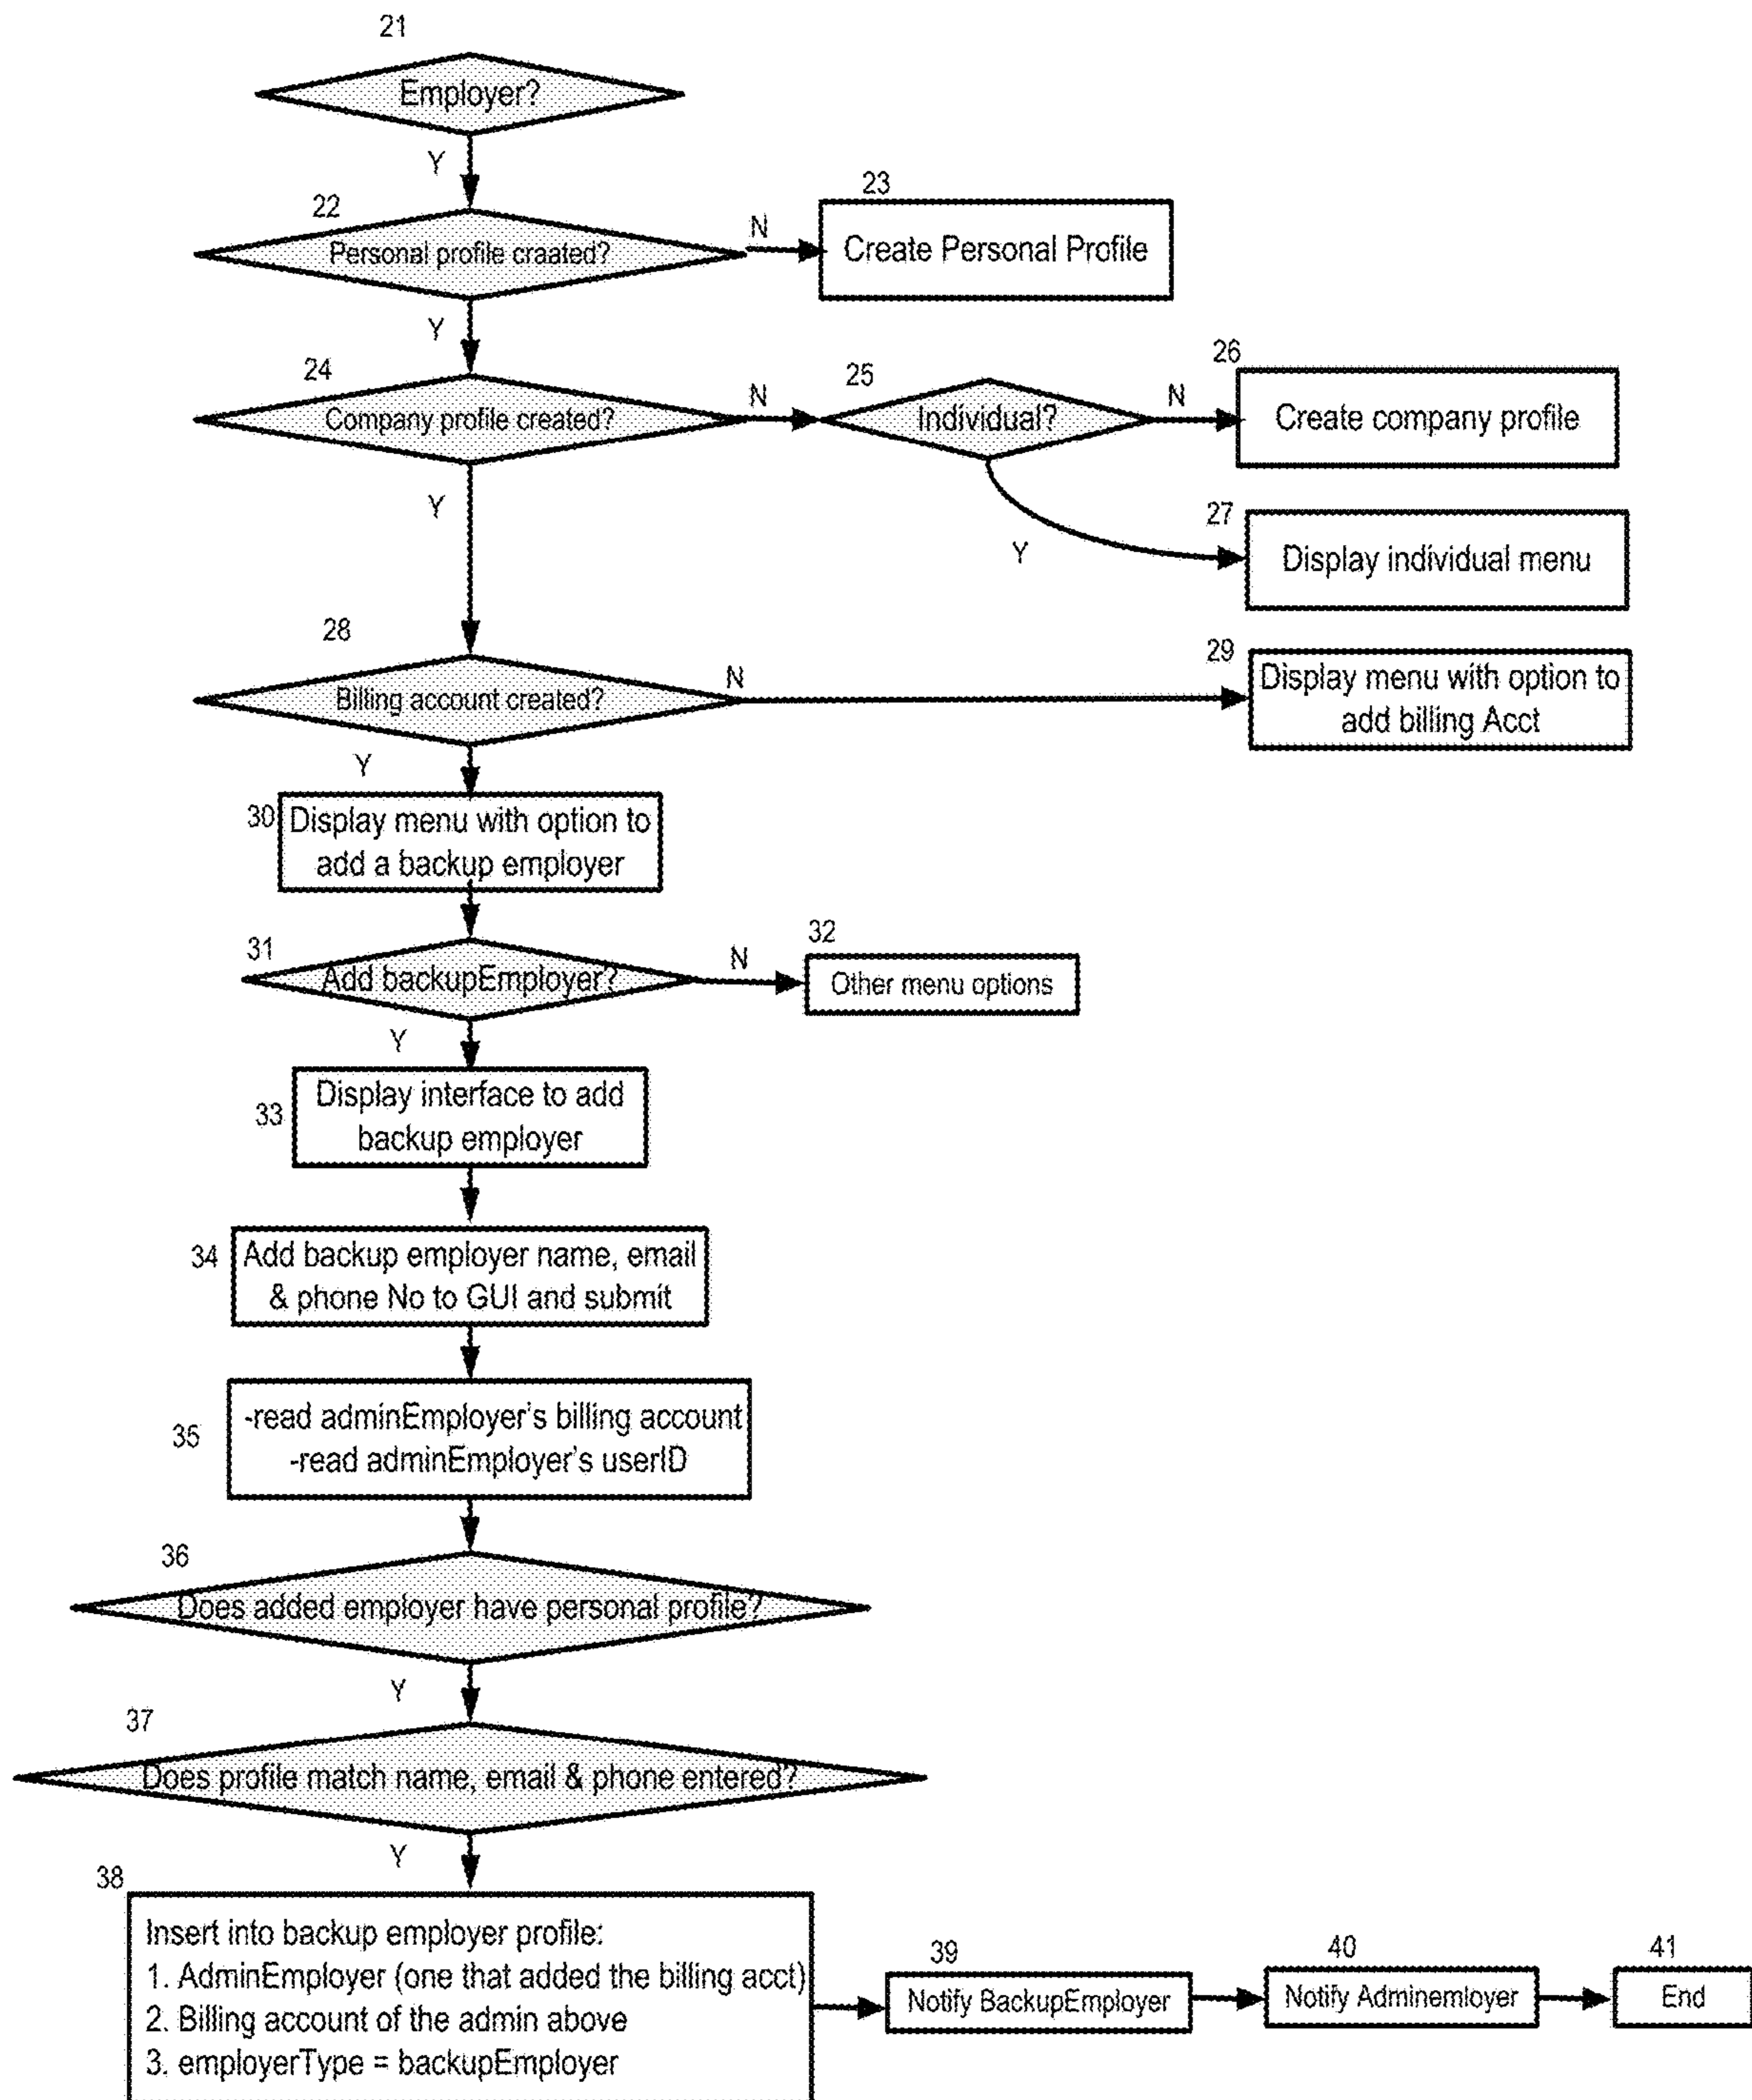 21
Employer?
Y
22
Personal profile craated?
N
23
Create Personal Profile
Y
24
Company profile created?
N
25
Individual?
N
26
Create company profile
Y
27
Display individual menu
Y
28
Billing account created?
N
29
Display menu with option to
add billing Acct
Y
30
Display menu with option to
add a backup employer
31
Add backupEmployer?
N
32
Other menu options
Y
33
Display interface to add
backup employer
34
Add backup employer name, email
& phone No to GUI and submit
35
-read adminEmployer's billing account
-read adminEmployer's userID
36
Does added employer have personal profile?
Y
37
Does profile match name, email & phone entered?
Y
38
Insert into backup employer profile:
1. AdminEmployer (one that added the billing acct)
2. Billing account of the admin above
3. employerType = backupEmployer
39
Notify BackupEmployer
40
Notify Adminemloyer
41
End